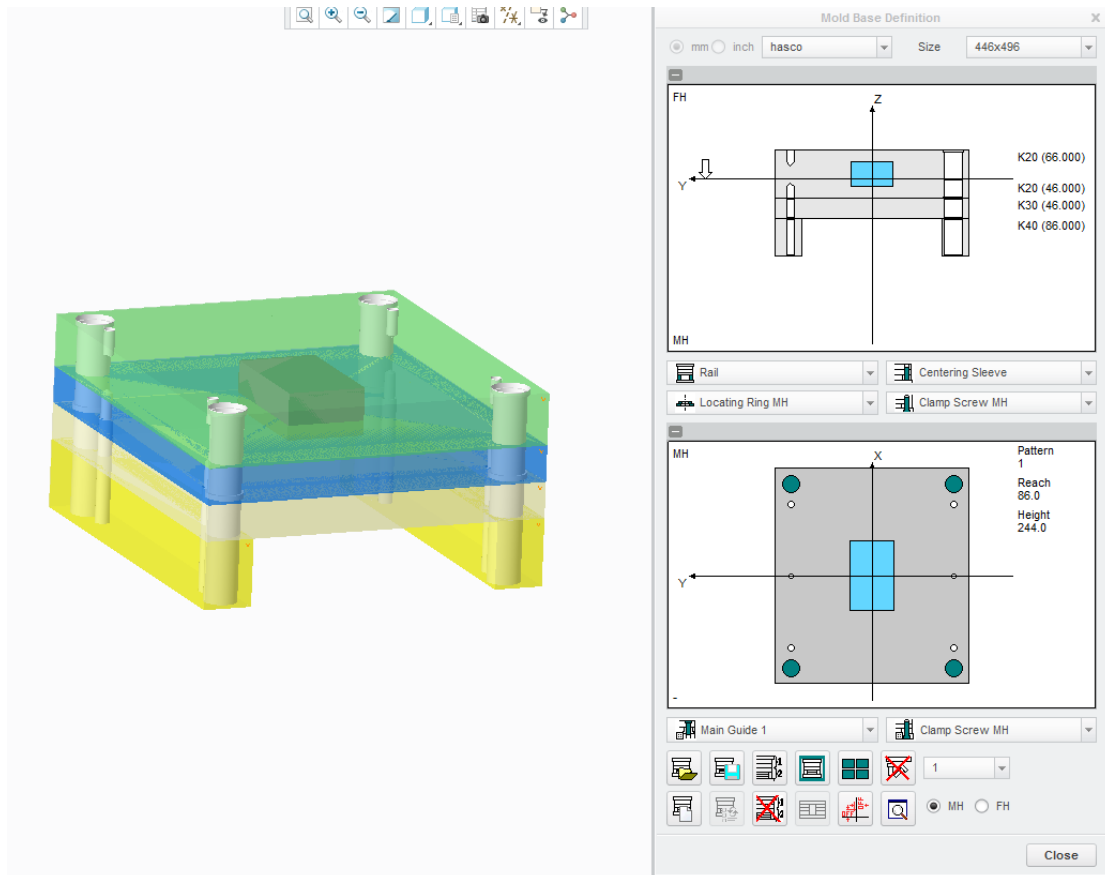 Mold Base Definition
mm inch hasco Size 446x496
FH
Z
K20 (66.000)
Y
K20 (46.000)
K30 (46.000)
K40 (86.000)
MH
Rail Centering Sleeve
Locating Ring MH Clamp Screw MH
MH
X
Pattern
1
Reach
86.0
Height
244.0
Y
-
Main Guide 1 Clamp Screw MH
1
MH FH
Close